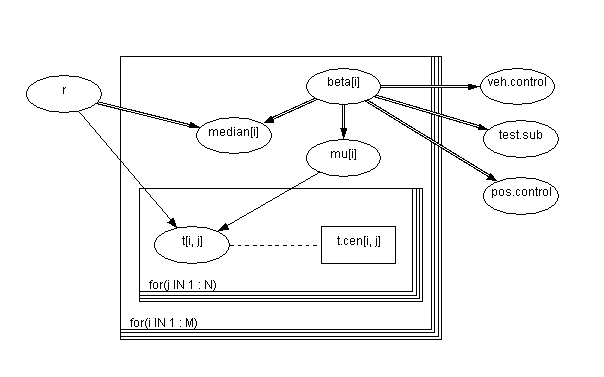 r
beta[i]
veh.control
median[i]
test.sub
mu[i]
pos.control
t[i, j]
t.cen[i, j]
for(j IN 1 : N)
for(i IN 1 : M)